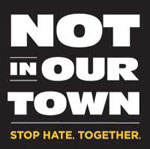 NOT
IN OUR
TOWN
STOP HATE. TOGETHER.